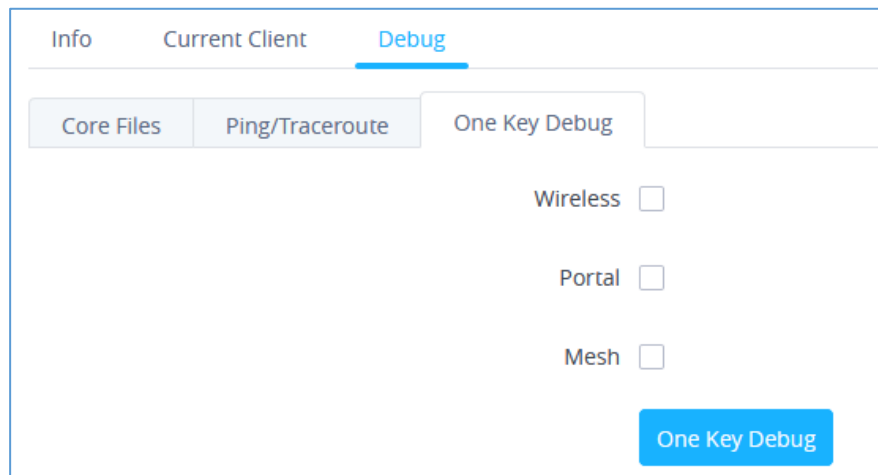 Info Current Client Debug
Core Files Ping/Traceroute One Key Debug
Wireless
Portal
Mesh
One Key Debug